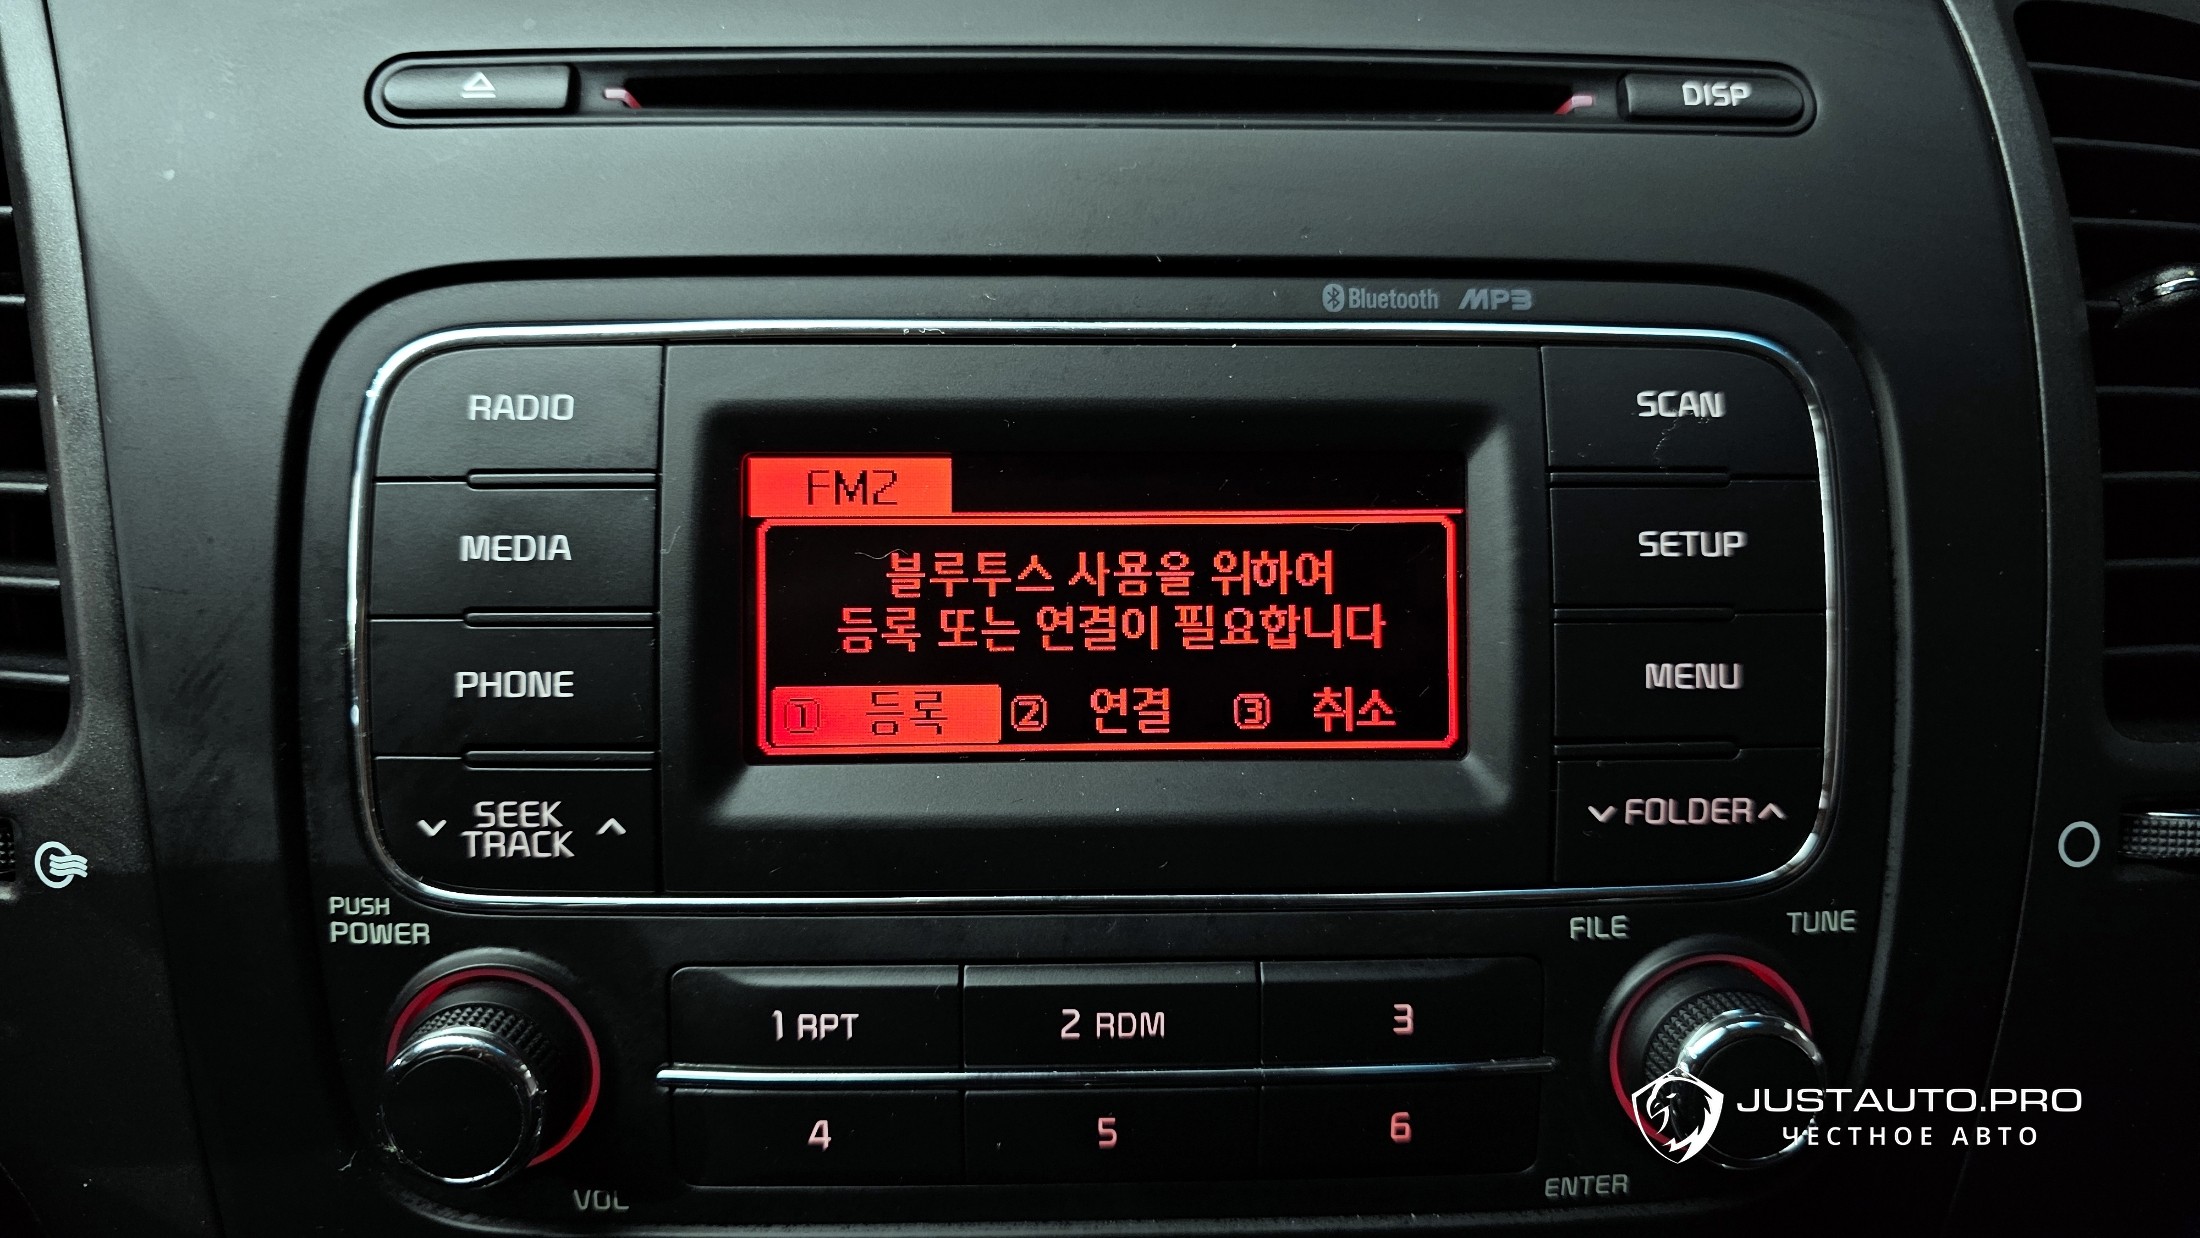 DISP
Bluetooth MP3
RADIO
MEDIA
PHONE
SEEK
TRACK
FM2
블루투스 사용을 위하여
등록 또는 연결이 필요합니다
① 등록 ② 연결 ③ 취소
SCAN
SETUP
MENU
FOLDER
PUSH
POWER
VOL
1 RPT
2 RDM
3
4
5
6
FILE
TUNE
ENTER
JUSTAUTO.PRO
ЧЕСТНОЕ АВТО